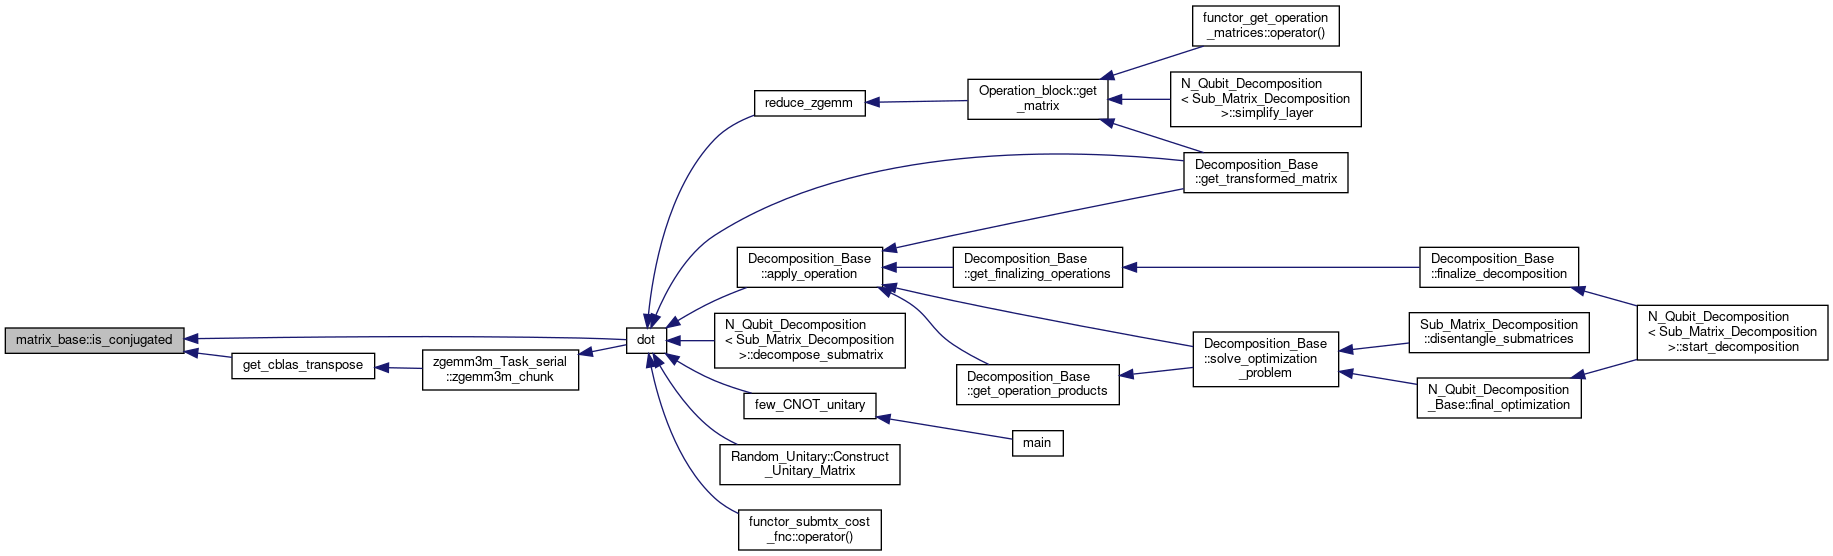 matrix_base::is_conjugated
get_cblas_transpose
zgemm3m_Task_serial
::zgemm3m_chunk
dot
reduce_zgemm
Operation_block::get
_matrix
functor_get_operation
_matrices::operator()
N_Qubit_Decomposition
< Sub_Matrix_Decomposition
>::simplify_layer
Decomposition_Base
::get_transformed_matrix
Decomposition_Base
::apply_operation
Decomposition_Base
::get_finalizing_operations
Decomposition_Base
::finalize_decomposition
N_Qubit_Decomposition
< Sub_Matrix_Decomposition
>::start_decomposition
Decomposition_Base
::get_operation_products
Decomposition_Base
::solve_optimization
_problem
Sub_Matrix_Decomposition
::disentangle_submatrices
N_Qubit_Decomposition
_Base::final_optimization
N_Qubit_Decomposition
< Sub_Matrix_Decomposition
>::decompose_submatrix
few_CNOT_unitary
main
Random_Unitary::Construct
_Unitary_Matrix
functor_submtx_cost
_fnc::operator()